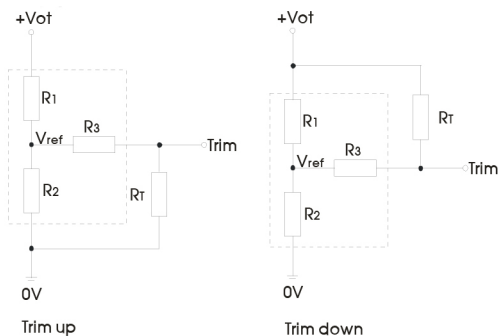 +Vot
R1
Vref
R3
Trim
R2
RT
0V
Trim up
+Vot
R1
RT
Vref
R3
Trim
R2
0V
Trim down